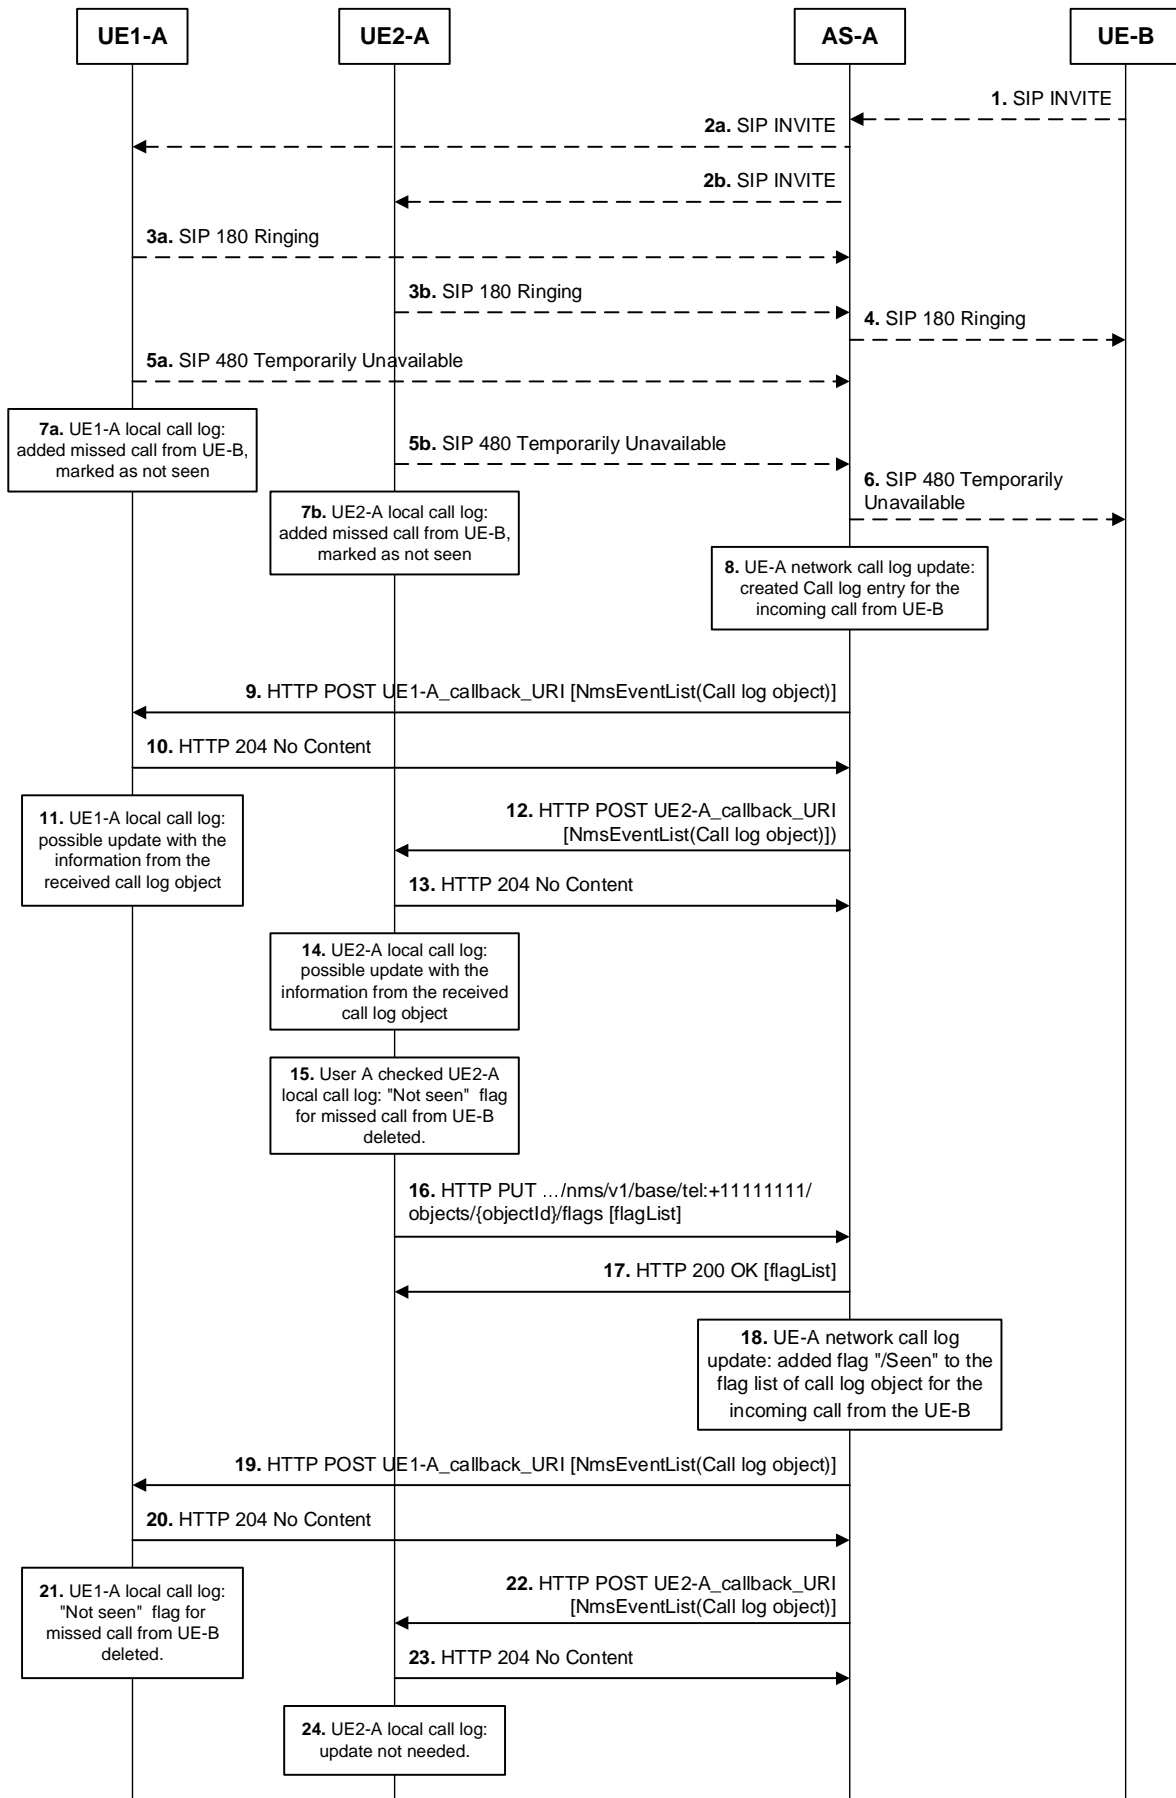 UE1-A
UE2-A
AS-A
UE-B
1. SIP INVITE
2a. SIP INVITE
2b. SIP INVITE
3a. SIP 180 Ringing
3b. SIP 180 Ringing
4. SIP 180 Ringing
5a. SIP 480 Temporarily Unavailable
7a. UE1-A local call log:
added missed call from UE-B,
marked as not seen
5b. SIP 480 Temporarily Unavailable
6. SIP 480 Temporarily
Unavailable
7b. UE2-A local call log:
added missed call from UE-B,
marked as not seen
8. UE-A network call log update:
created Call log entry for the
incoming call from UE-B
9. HTTP POST UE1-A_callback_URI [NmsEventList(Call log object)]
10. HTTP 204 No Content
11. UE1-A local call log:
possible update with the
information from the
received call log object
12. HTTP POST UE2-A_callback_URI
[NmsEventList(Call log object)])
13. HTTP 204 No Content
14. UE2-A local call log:
possible update with the
information from the received
call log object
15. User A checked UE2-A
local call log: "Not seen" flag
for missed call from UE-B
deleted.
16. HTTP PUT …/nms/v1/base/tel:+11111111/
objects/{objectId}/flags [flagList]
17. HTTP 200 OK [flagList]
18. UE-A network call log
update: added flag "/Seen" to the
flag list of call log object for the
incoming call from the UE-B
19. HTTP POST UE1-A_callback_URI [NmsEventList(Call log object)]
20. HTTP 204 No Content
21. UE1-A local call log:
"Not seen" flag for
missed call from UE-B
deleted.
22. HTTP POST UE2-A_callback_URI
[NmsEventList(Call log object)]
23. HTTP 204 No Content
24. UE2-A local call log:
update not needed.